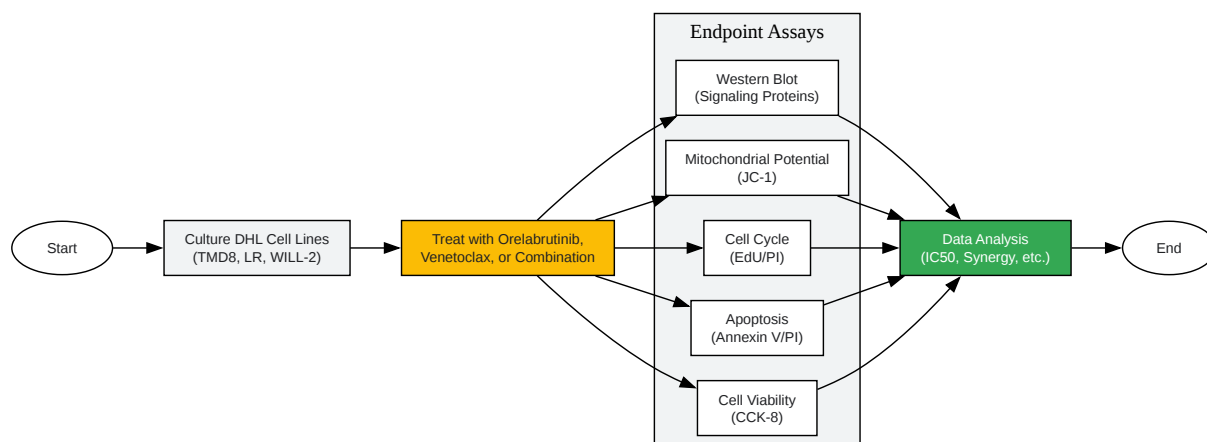 Start
Culture DHL Cell Lines
(TMD8, LR, WILL-2)
Treat with Orelabrutinib,
Venetoclax, or Combination
Endpoint Assays
Western Blot
(Signaling Proteins)
Mitochondrial Potential
(JC-1)
Cell Cycle
(EdU/PI)
Apoptosis
(Annexin V/PI)
Cell Viability
(CCK-8)
Data Analysis
(IC50, Synergy, etc.)
End